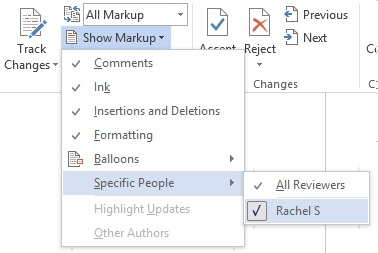 All Markup
Track Changes
Show Markup
Accept
Reject
Previous
Next
Changes
Comments
Ink
Insertions and Deletions
Formatting
Balloons
Specific People
Highlight Updates
Other Authors
All Reviewers
Rachel S